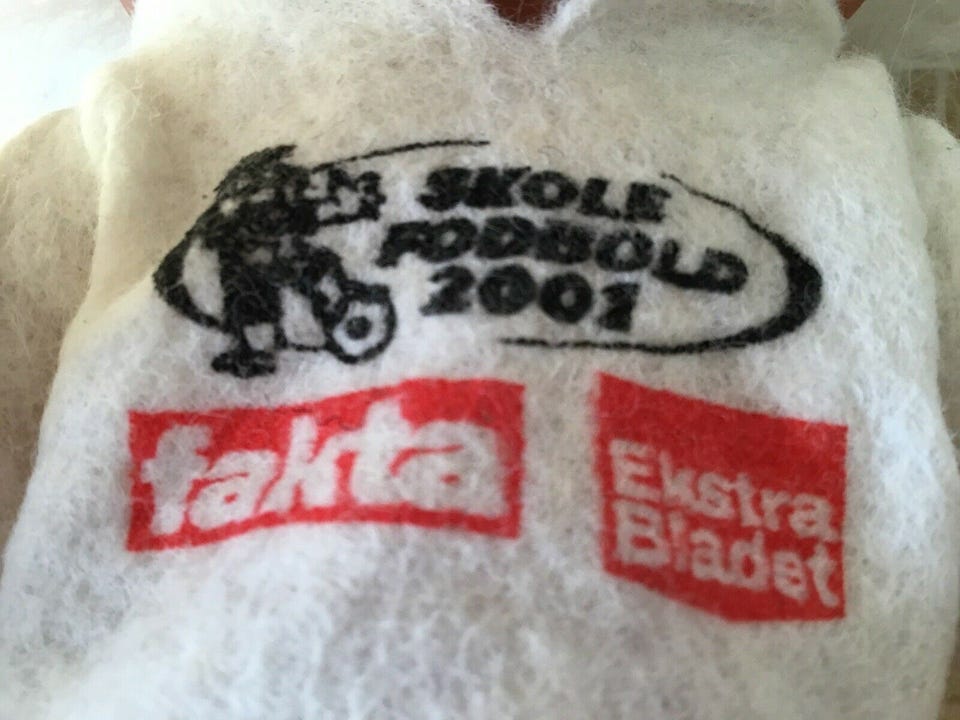 SKOLE
FODBOLD
2001
fakta
Ekstra
Bladet